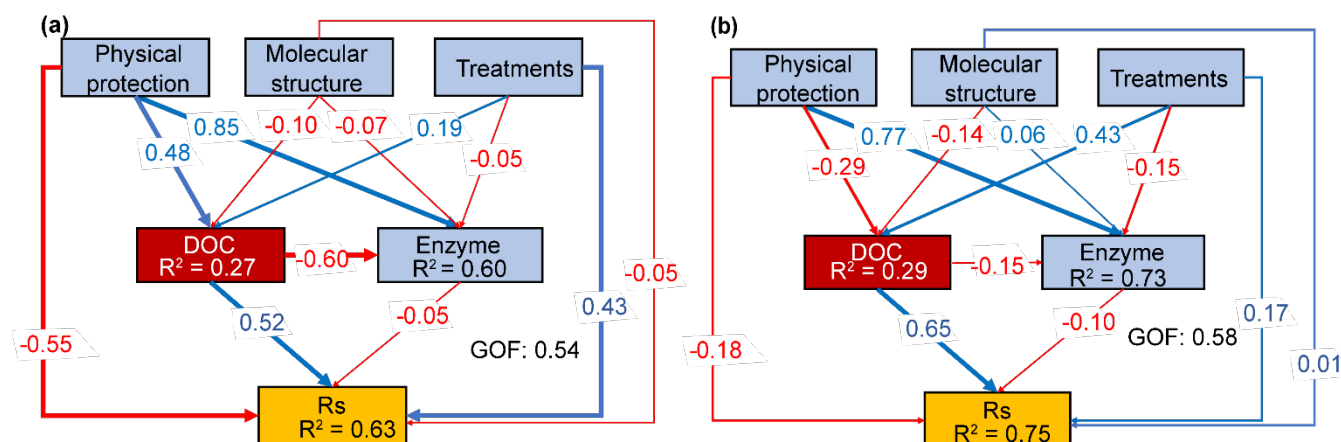 (a)
Physical
protection
Molecular
structure
Treatments
-0.10
-0.07
0.19
0.85
0.48
-0.05
DOC
R² = 0.27
-0.60
Enzyme
R² = 0.60
-0.05
0.52
-0.05
0.43
-0.55
GOF: 0.54
Rs
R² = 0.63
(b)
Physical
protection
Molecular
structure
Treatments
0.77
-0.14
0.06
0.43
-0.29
-0.15
DOC
R² = 0.29
-0.15
Enzyme
R² = 0.73
0.65
-0.10
0.17
-0.18
GOF: 0.58
0.01
Rs
R² = 0.75